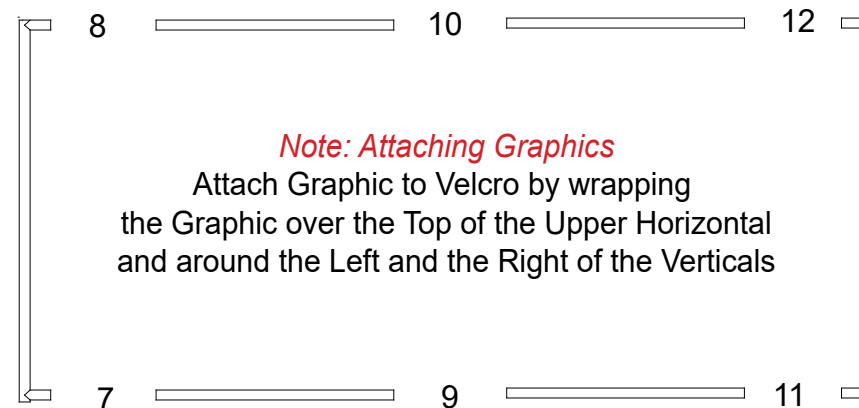 8 10 12
Note: Attaching Graphics
Attach Graphic to Velcro by wrapping
the Graphic over the Top of the Upper Horizontal
and around the Left and the Right of the Verticals
7 9 11